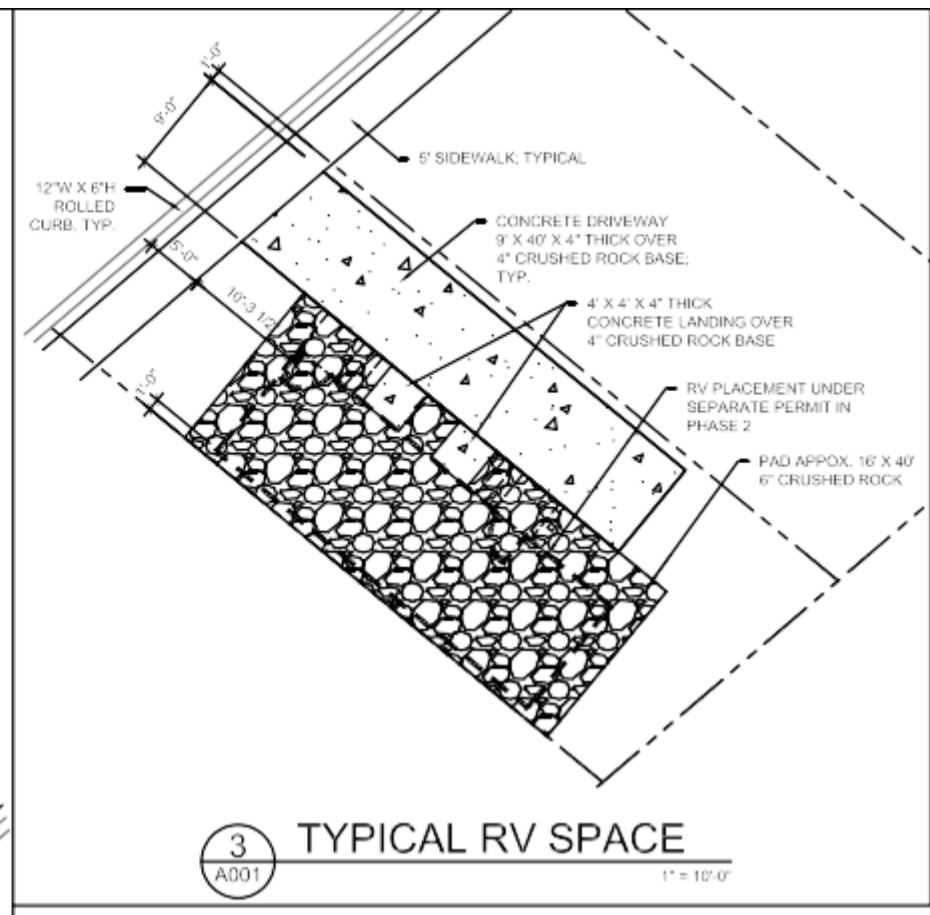 1'-0"
9'-0"
5' SIDEWALK; TYPICAL
12"W X 6"H
ROLLED
CURB, TYP.
CONCRETE DRIVEWAY
9' X 40' X 4" THICK OVER
4" CRUSHED ROCK BASE;
TYP.
5'-0"
10'-3 1/2"
4' X 4' X 4" THICK
CONCRETE LANDING OVER
4" CRUSHED ROCK BASE
RV PLACEMENT UNDER
SEPARATE PERMIT IN
PHASE 2
PAD APPOX. 16' X 40'
6" CRUSHED ROCK
3
A001
TYPICAL RV SPACE
1" = 10'-0"